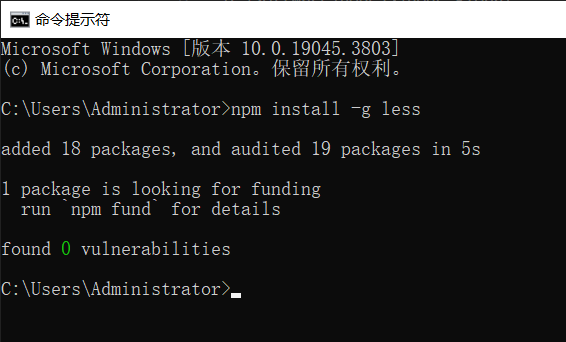 命令提示符
Microsoft Windows [版本 10.0.19045.3803]
(c) Microsoft Corporation。保留所有权利。
C:\Users\Administrator>npm install -g less
added 18 packages, and audited 19 packages in 5s
1 package is looking for funding
  run `npm fund` for details
found 0 vulnerabilities
C:\Users\Administrator>